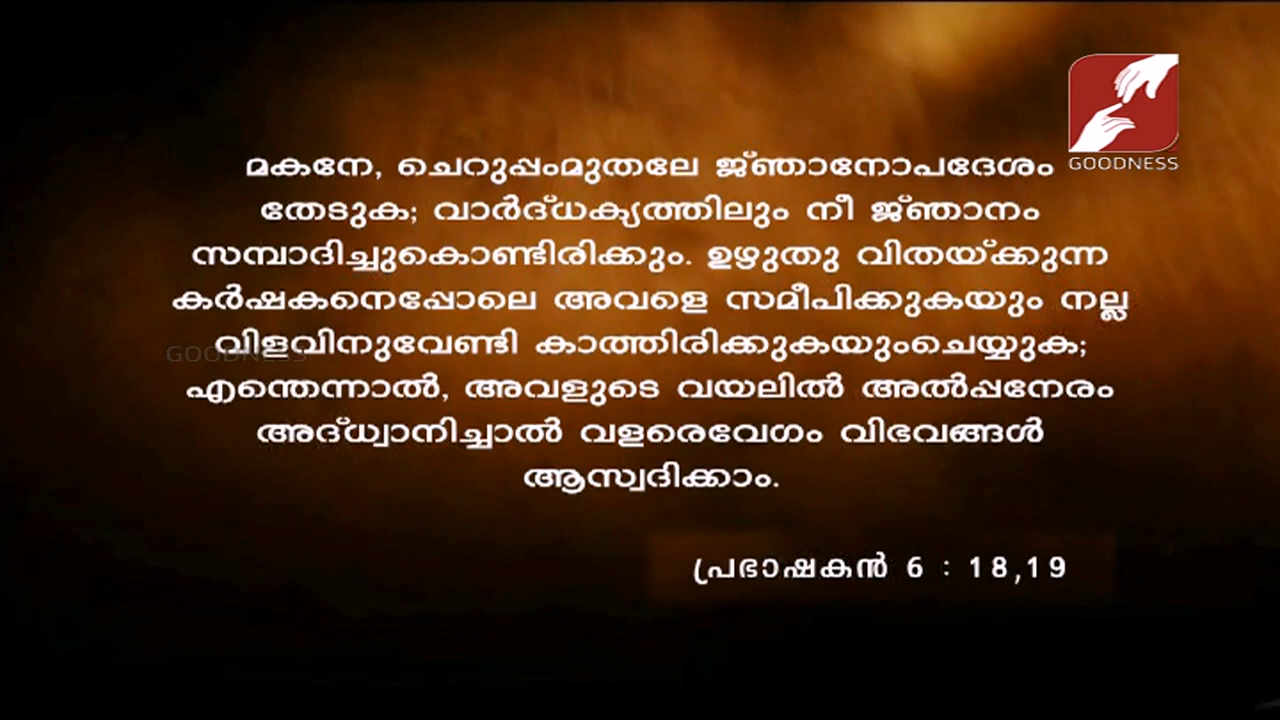 GOODNESS
മകനേ, ചെറുപ്പംമുതലേ ജ്ഞാനോപദേശം
തേടുക; വാർദ്ധക്യത്തിലും നീ ജ്ഞാനം
സമ്പാദിച്ചുകൊണ്ടിരിക്കും. ഉഴുതു വിതയ്ക്കുന്ന
കർഷകനെപ്പോലെ അവളെ സമീപിക്കുകയും നല്ല
GOODNESS
വിളവിനുവേണ്ടി കാത്തിരിക്കുകയുംചെയ്യുക;
എന്തെന്നാൽ, അവളുടെ വയലിൽ അൽപ്പനേരം
അദ്ധ്വാനിച്ചാൽ വളരെവേഗം വിഭവങ്ങൾ
ആസ്വദിക്കാം.
പ്രഭാഷകൻ 6 : 18,19